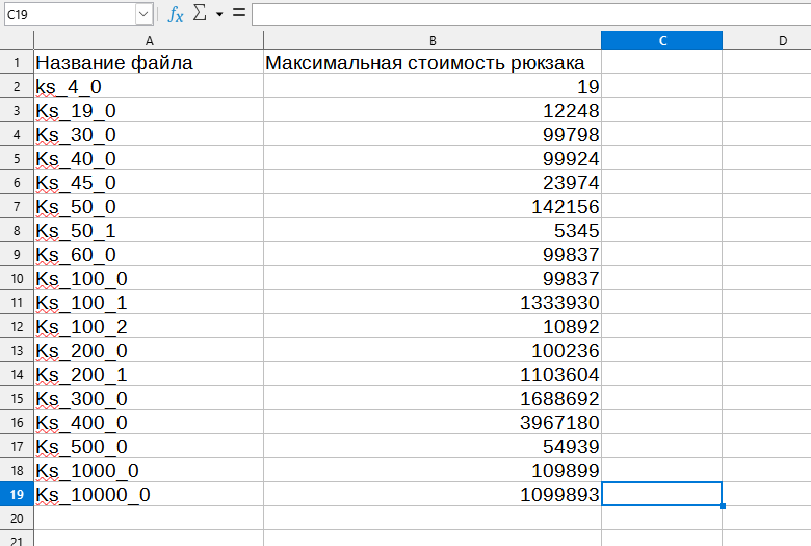 C19 fx Σ =
A B C D
1 Название файла Максимальная стоимость рюкзака
2 ks_4_0 19
3 Ks_19_0 12248
4 Ks_30_0 99798
5 Ks_40_0 99924
6 Ks_45_0 23974
7 Ks_50_0 142156
8 Ks_50_1 5345
9 Ks_60_0 99837
10 Ks_100_0 99837
11 Ks_100_1 1333930
12 Ks_100_2 10892
13 Ks_200_0 100236
14 Ks_200_1 1103604
15 Ks_300_0 1688692
16 Ks_400_0 3967180
17 Ks_500_0 54939
18 Ks_1000_0 109899
19 Ks_10000_0 1099893
20
21